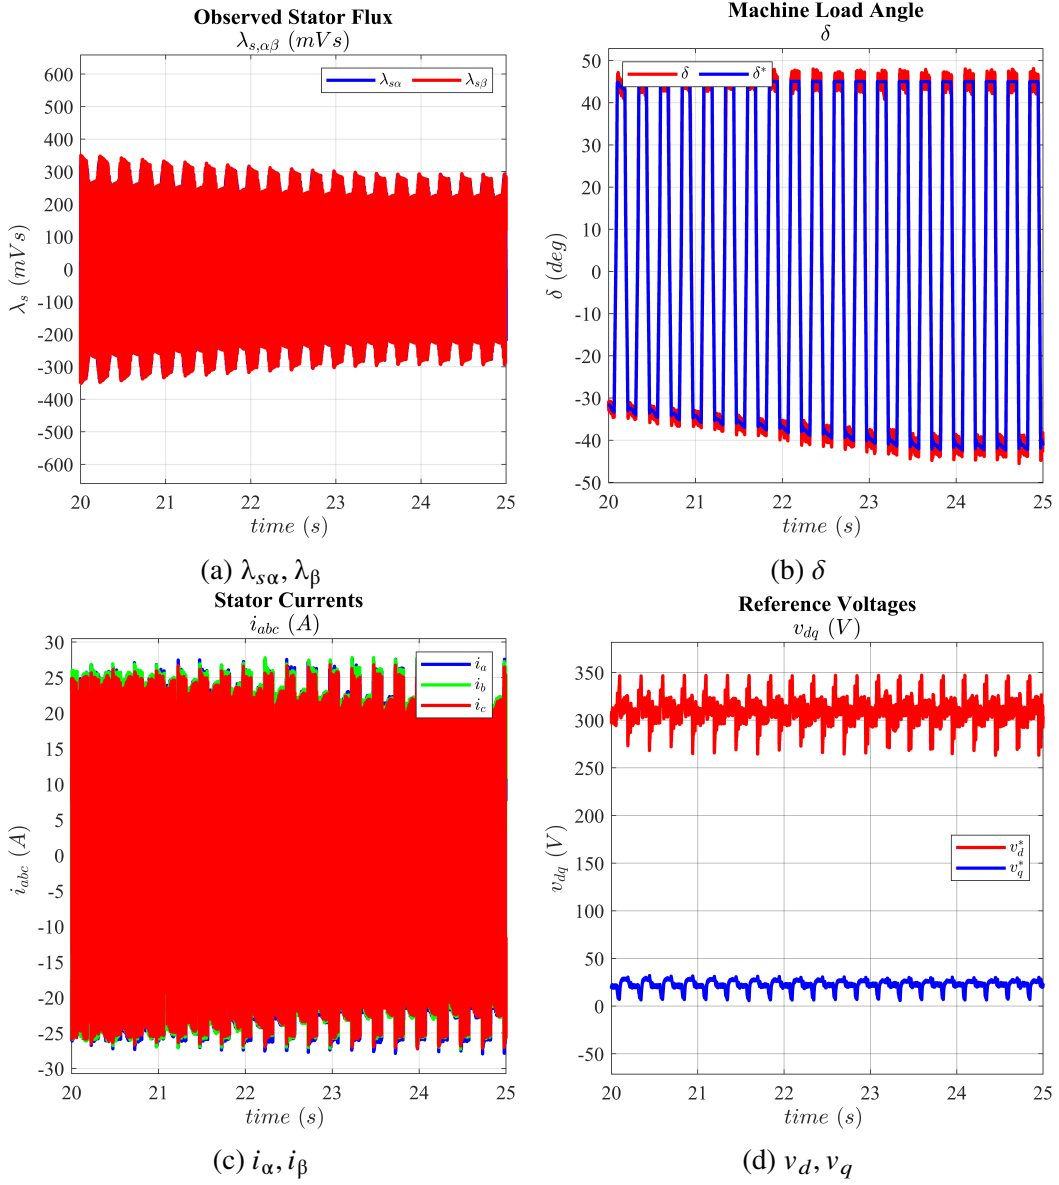 Observed Stator Flux
λs,αβ (mVs)
λsα λsβ
600
500
400
300
200
100
0
-100
-200
-300
-400
-500
-600
λs (mVs)
20 21 22 23 24 25
time (s)
(a) λsα, λβ
Machine Load Angle
δ
δ δ*
50
40
30
20
10
0
-10
-20
-30
-40
-50
δ (deg)
20 21 22 23 24 25
time (s)
(b) δ
Stator Currents
iabc (A)
ia
ib
ic
30
25
20
15
10
5
0
-5
-10
-15
-20
-25
-30
iabc (A)
20 21 22 23 24 25
time (s)
(c) iα, iβ
Reference Voltages
vdq (V)
350
300
250
200
150
100
50
0
-50
vdq (V)
v*d
v*q
20 21 22 23 24 25
time (s)
(d) vd, vq